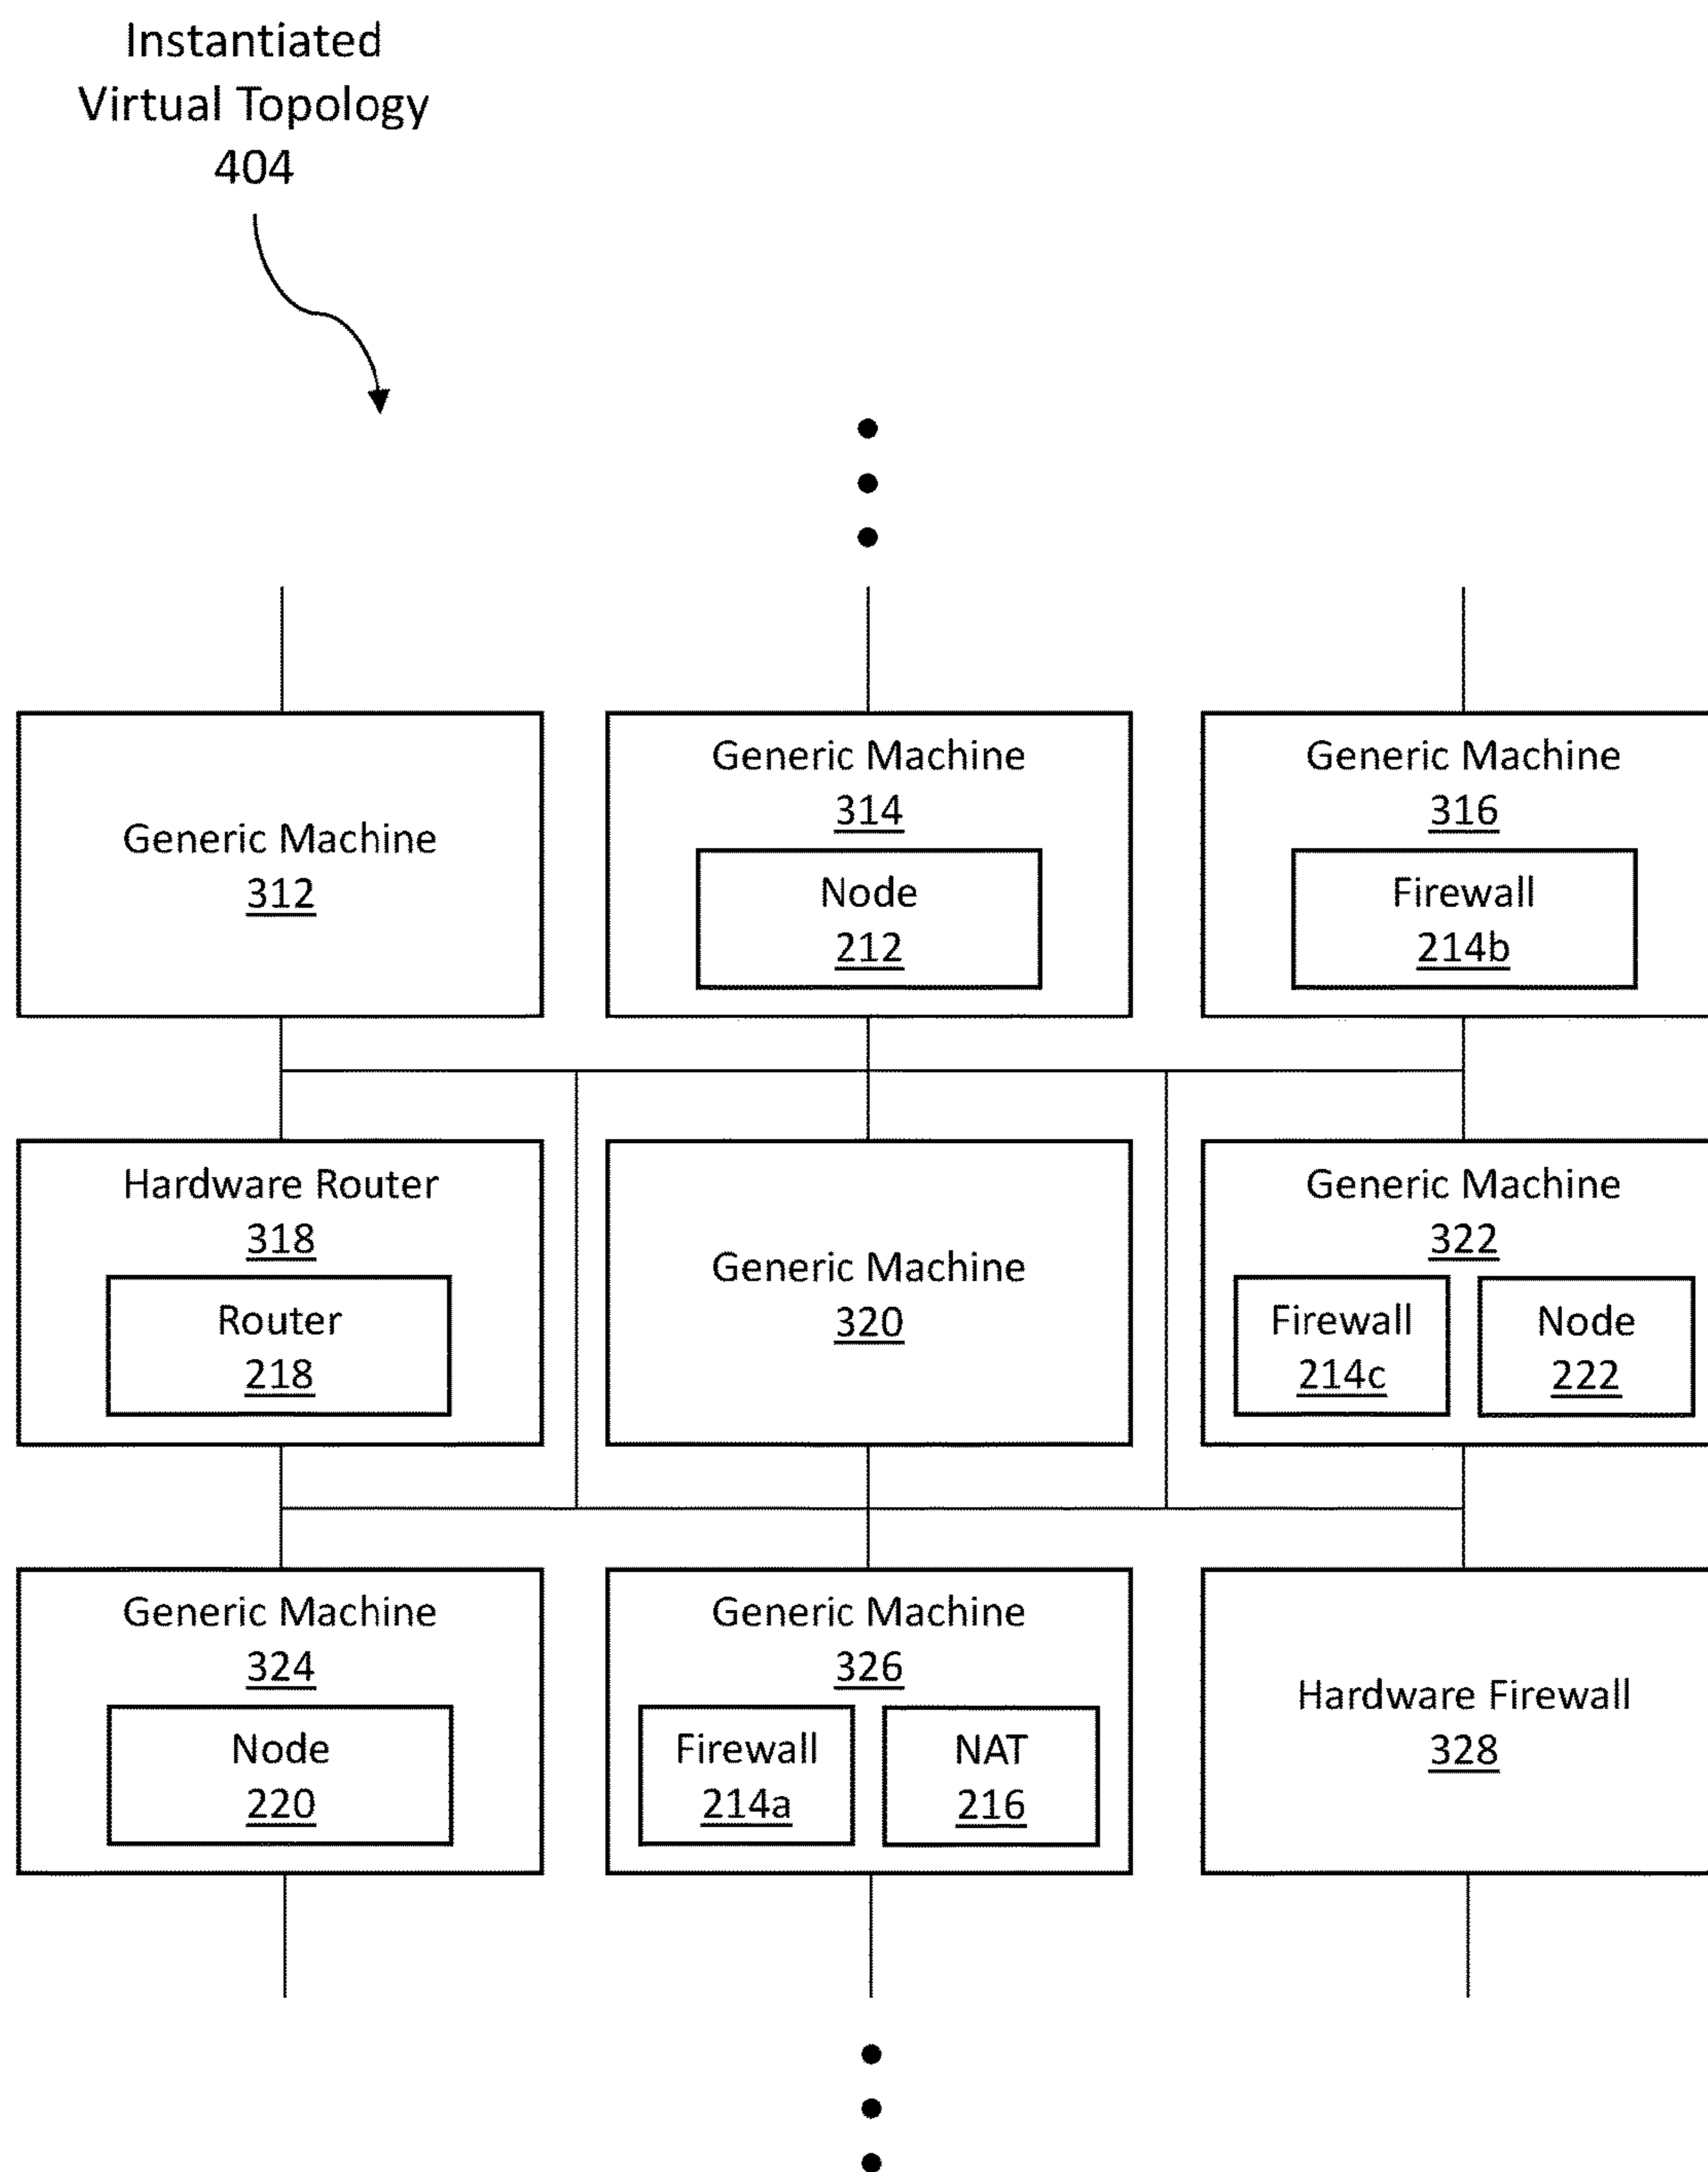 Instantiated
Virtual Topology
404
Generic Machine
312
Generic Machine
314
Node
212
Generic Machine
316
Firewall
214b
Hardware Router
318
Router
218
Generic Machine
320
Generic Machine
322
Firewall
214c
Node
222
Generic Machine
324
Node
220
Generic Machine
326
Firewall
214a
NAT
216
Hardware Firewall
328